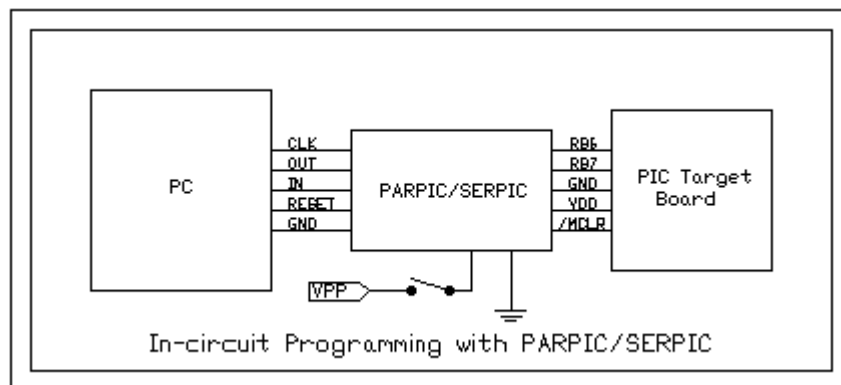 PC
CLK
OUT
IN
RESET
GND
PARPIC/SERPIC
RB6
RB7
GND
VDD
/MCLR
PIC Target
Board
VPP
In-circuit Programming with PARPIC/SERPIC